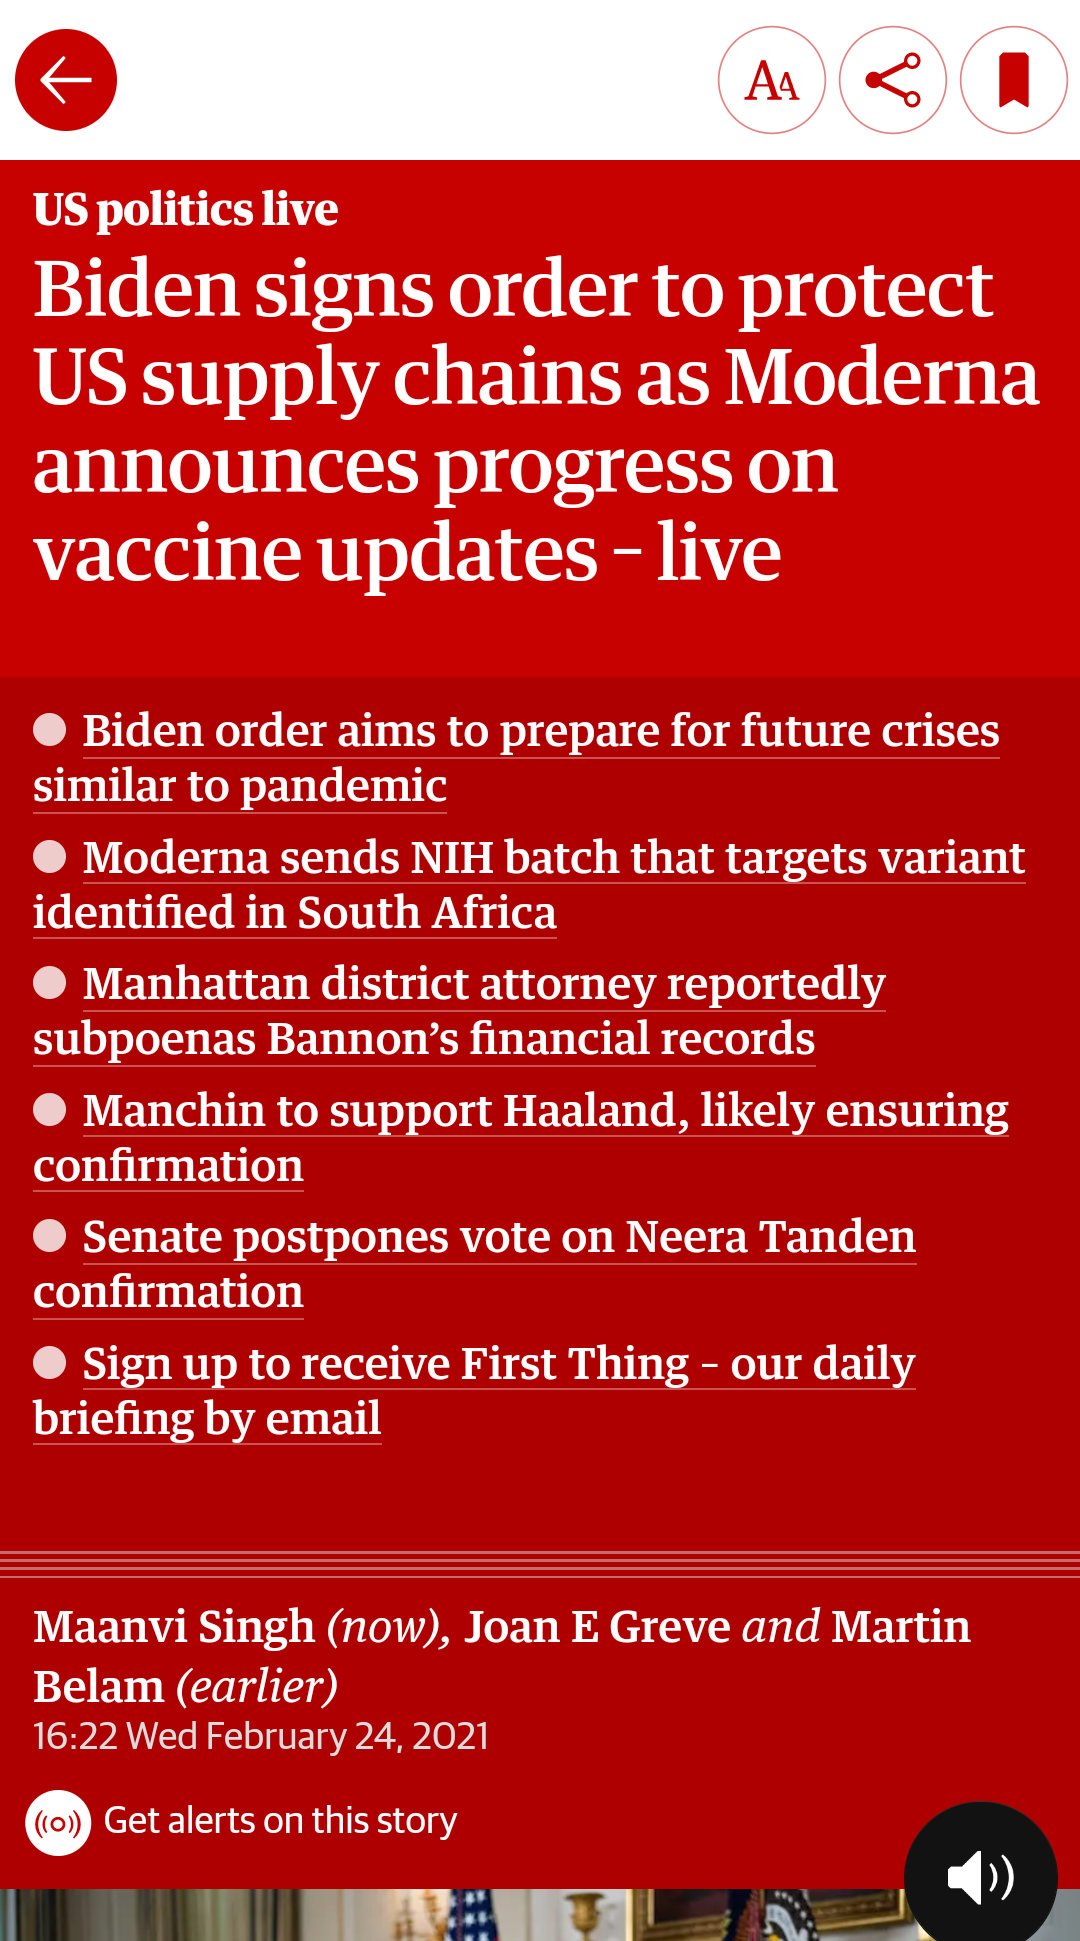 AA
US politics live
Biden signs order to protect
US supply chains as Moderna
announces progress on
vaccine updates – live
Biden order aims to prepare for future crises
similar to pandemic
Moderna sends NIH batch that targets variant
identified in South Africa
Manhattan district attorney reportedly
subpoenas Bannon’s financial records
Manchin to support Haaland, likely ensuring
confirmation
Senate postpones vote on Neera Tanden
confirmation
Sign up to receive First Thing – our daily
briefing by email
Maanvi Singh (now), Joan E Greve and Martin
Belam (earlier)
16:22 Wed February 24, 2021
Get alerts on this story